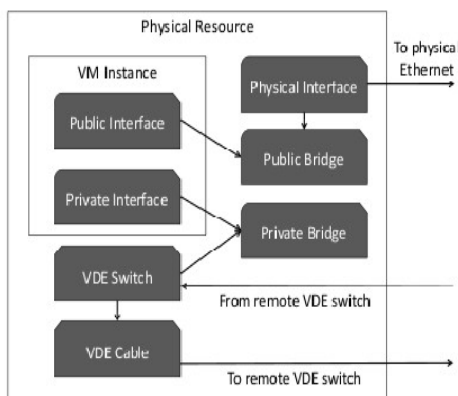 Physical Resource
To physical
Ethernet
VM Instance
Physical Interface
Public Interface
Public Bridge
Private Interface
Private Bridge
VDE Switch
From remote VDE switch
VDE Cable
To remote VDE switch